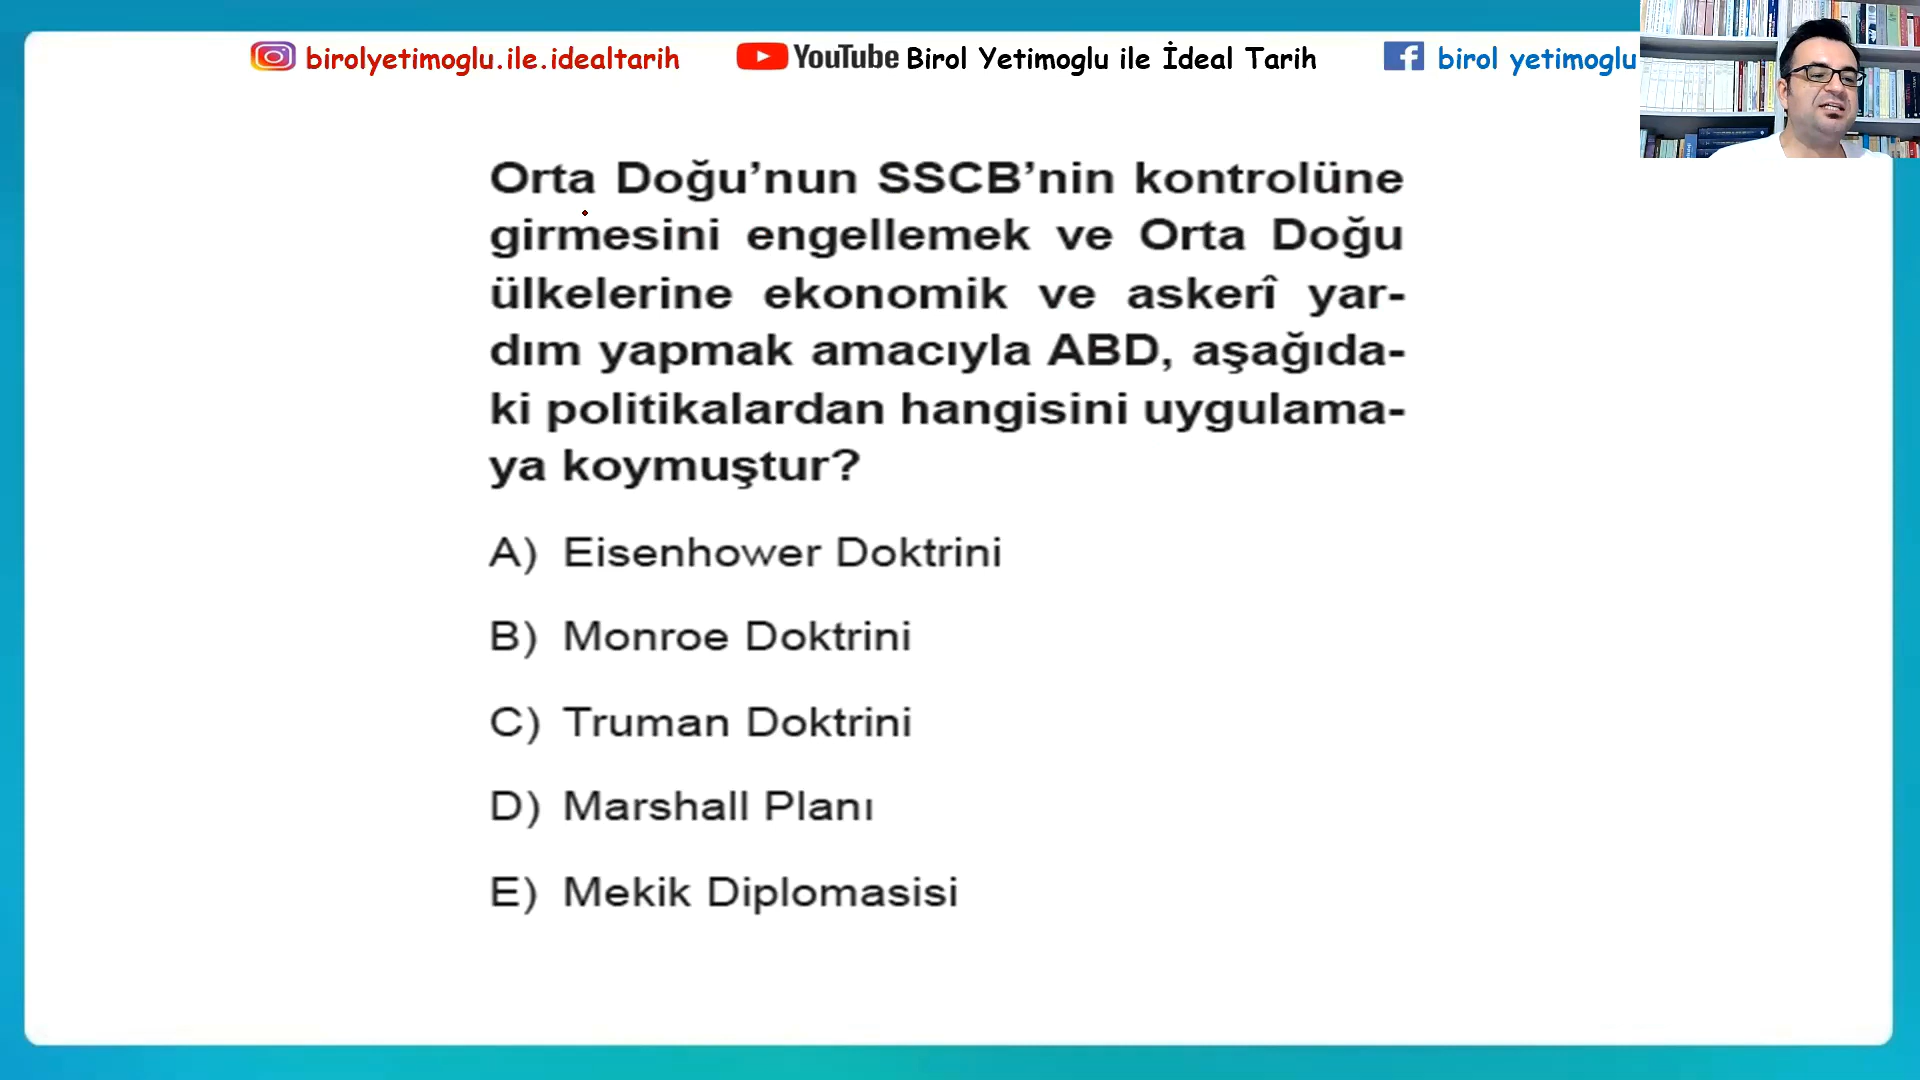 birolyetimoglu.ile.idealtarih YouTube Birol Yetimoglu ile İdeal Tarih birol yetimoglu
Orta Doğu’nun SSCB’nin kontrolüne
girmesini engellemek ve Orta Doğu
ülkelerine ekonomik ve askerî yar-
dım yapmak amacıyla ABD, aşağıda-
ki politikalardan hangisini uygulama-
ya koymuştur?
A) Eisenhower Doktrini
B) Monroe Doktrini
C) Truman Doktrini
D) Marshall Planı
E) Mekik Diplomasisi